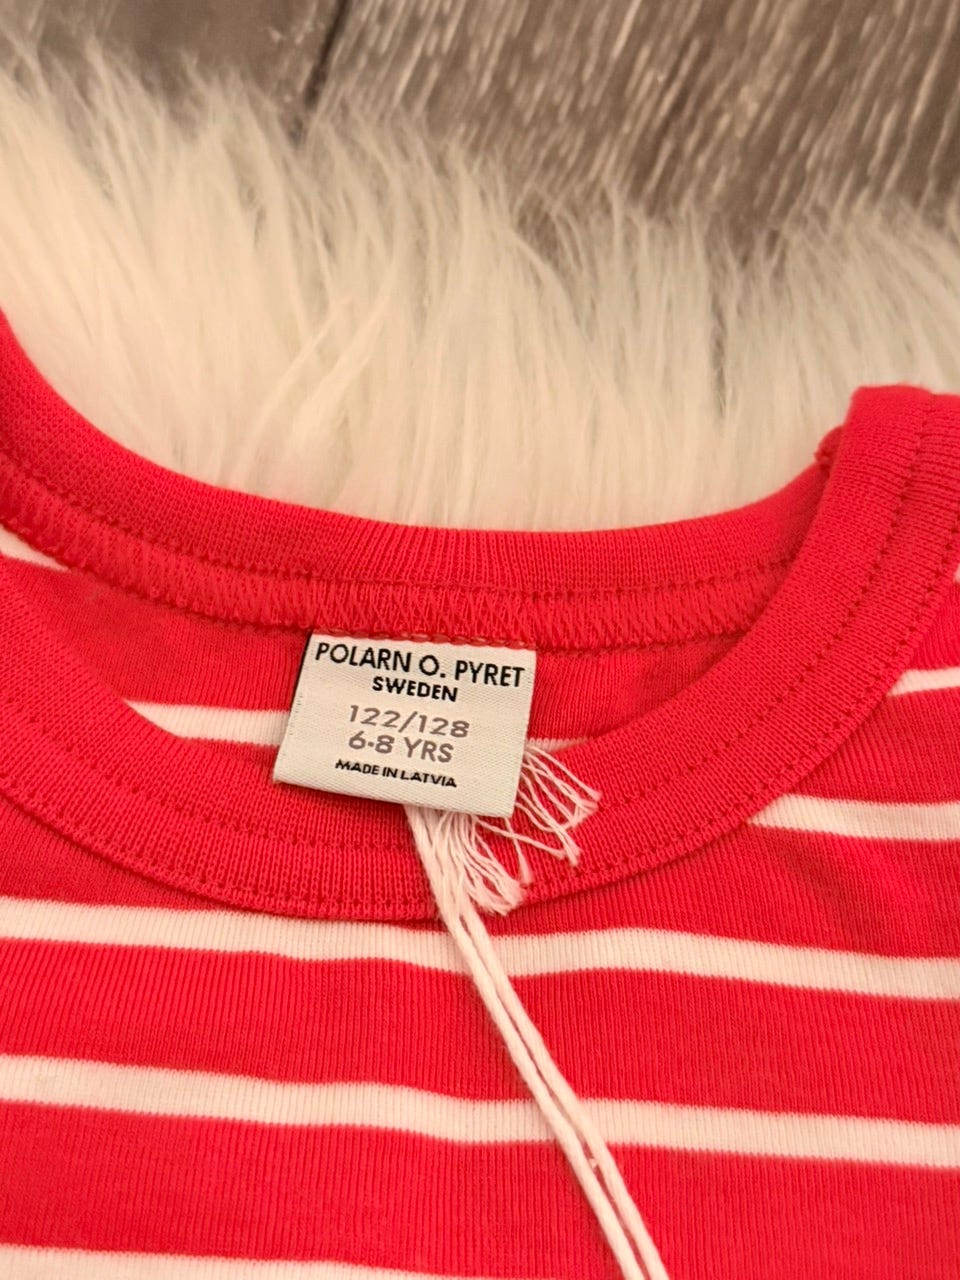 POLARN O. PYRET
SWEDEN
122/128
6-8 YRS
MADE IN LATVIA